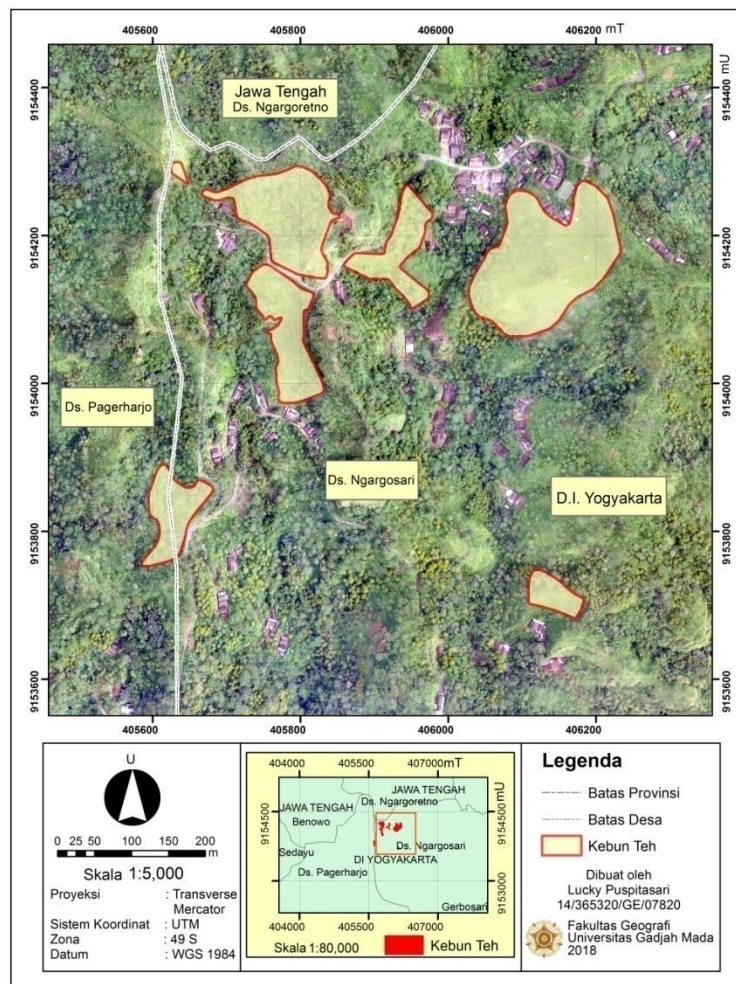 405600 405800 406000 406200 mT
mU
9154400
9154200
9154000
9153800
9153600
9154400
9154200
9154000
9153800
9153600
Jawa Tengah
Ds. Ngargoretno
Ds. Pagerharjo
Ds. Ngargosari
D.I. Yogyakarta
405600 405800 406000 406200
U
0 25 50 100 150 200
m
Skala 1:5,000
Proyeksi : Transverse
Mercator
Sistem Koordinat : UTM
Zona : 49 S
Datum : WGS 1984
404000 405500 407000 mT
mU
9154500
9153000
9154500
9153000
JAWA TENGAH
Ds. Ngargoretno
JAWA TENGAH
Benowo
Sedayu
Ds. Ngargosari
DI YOGYAKARTA
Ds. Pagerharjo
Gerbosari
404000 405500 407000
Skala 1:80,000 Kebun Teh
Legenda
Batas Provinsi
Batas Desa
Kebun Teh
Dibuat oleh
Lucky Puspitasari
14/365320/GE/07820
Fakultas Geografi
Universitas Gadjah Mada
2018